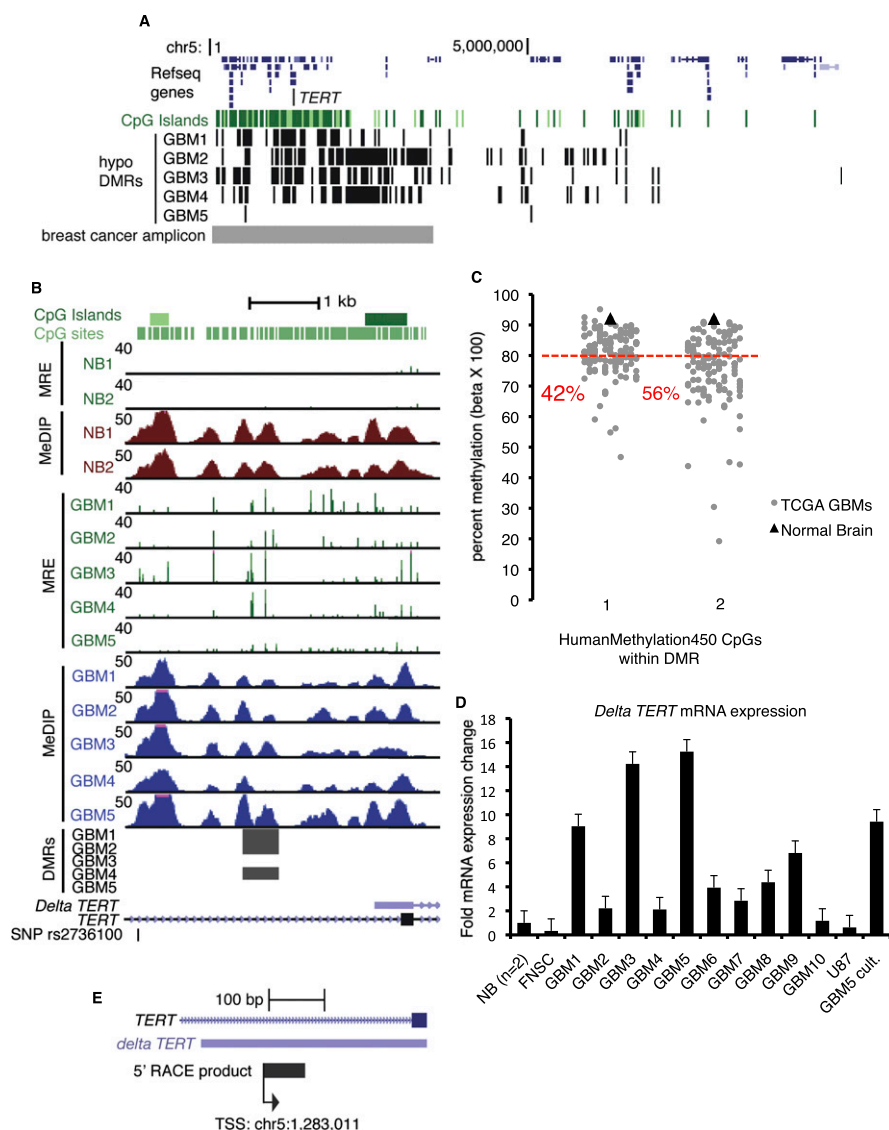 A
chr5: 1 5,000,000
Refseq
genes
TERT
CpG Islands
hypo
DMRs
GBM1
GBM2
GBM3
GBM4
GBM5
breast cancer amplicon
B
1 kb
CpG Islands
CpG sites
MRE
40
NB1
40
NB2
MeDIP
50
NB1
50
NB2
MRE
40
GBM1
40
GBM2
40
GBM3
40
GBM4
40
GBM5
MeDIP
50
GBM1
50
GBM2
50
GBM3
50
GBM4
50
GBM5
DMRs
GBM1
GBM2
GBM3
GBM4
GBM5
Delta TERT
TERT
SNP rs2736100
C
percent methylation (beta X 100)
100
90
80
70
60
50
40
30
20
10
0
42%
56%
TCGA GBMs
Normal Brain
1 2
HumanMethylation450 CpGs
within DMR
D
Delta TERT mRNA expression
Fold mRNA expression change
18
16
14
12
10
8
6
4
2
0
NB (n=2)
FNSC
GBM1
GBM2
GBM3
GBM4
GBM5
GBM6
GBM7
GBM8
GBM9
GBM10
U87
GBM5 cult.
E
100 bp
TERT
delta TERT
5' RACE product
TSS: chr5:1,283,011